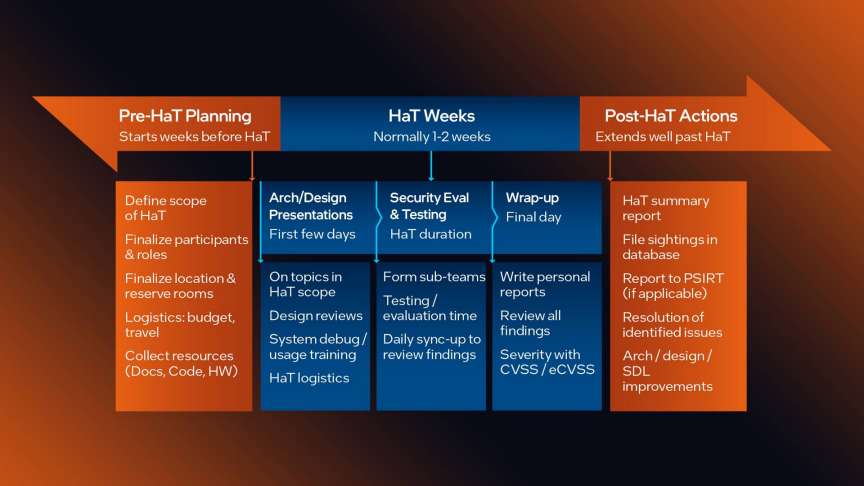 Pre-HaT Planning
Starts weeks before HaT
HaT Weeks
Normally 1-2 weeks
Post-HaT Actions
Extends well past HaT
Define scope
of HaT
Finalize participants
& roles
Finalize location &
reserve rooms
Logistics: budget,
travel
Collect resources
(Docs, Code, HW)
Arch/Design
Presentations
First few days
On topics in
HaT scope
Design reviews
System debug /
usage training
HaT logistics
Security Eval
& Testing
HaT duration
Form sub-teams
Testing /
evaluation time
Daily sync-up to
review findings
Wrap-up
Final day
Write personal
reports
Review all
findings
Severity with
CVSS / eCVSS
HaT summary
report
File sightings in
database
Report to PSIRT
(if applicable)
Resolution of
identified issues
Arch / design /
SDL
improvements